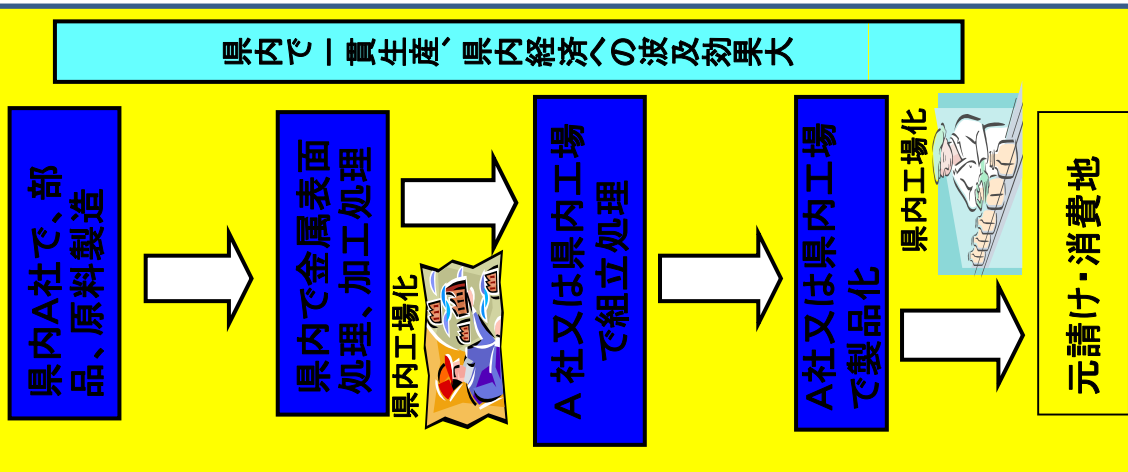 県内で一貫生産、県内経済への波及効果大
県内A社で、部
品、原料製造
県内で金属表面
処理、加工処理
県内工場化
A社又は県内工場
で組立処理
A社又は県内工場
で製品化
県内工場化
元請け・消費地